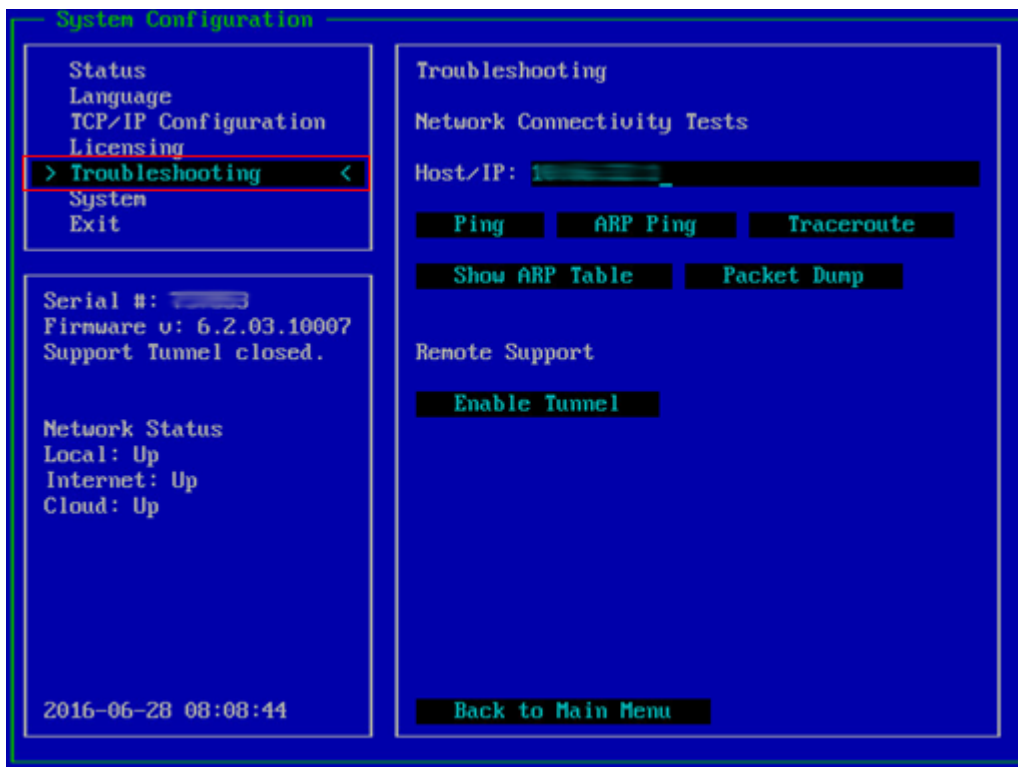 System Configuration
Status
Language
TCP/IP Configuration
Licensing
> Troubleshooting <
System
Exit
Serial #:
Firmware v: 6.2.03.10007
Support Tunnel closed.
Network Status
Local: Up
Internet: Up
Cloud: Up
2016-06-28 08:08:44
Troubleshooting
Network Connectivity Tests
Host/IP:
Ping ARP Ping Traceroute
Show ARP Table Packet Dump
Remote Support
Enable Tunnel
Back to Main Menu